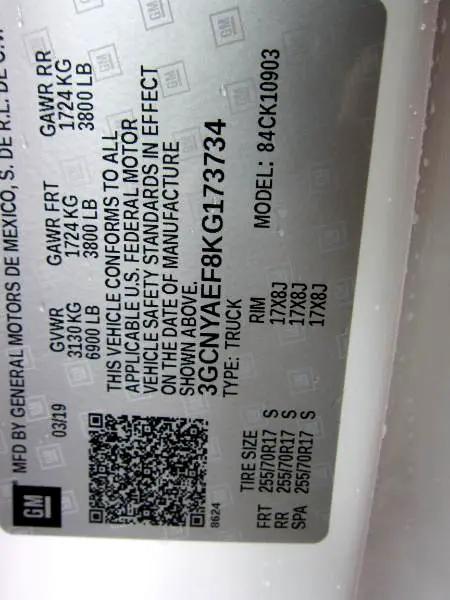 GM
MFD BY GENERAL MOTORS DE MEXICO, S. DE R.L. DE C.V.
03/19
GVWR GAWR FRT GAWR RR
3130 KG 1724 KG 1724 KG
6900 LB 3800 LB 3800 LB
THIS VEHICLE CONFORMS TO ALL
APPLICABLE U.S. FEDERAL MOTOR
VEHICLE SAFETY STANDARDS IN EFFECT
ON THE DATE OF MANUFACTURE
SHOWN ABOVE.
3GCNYAEF8KG173734
TYPE: TRUCK MODEL: 84CK10903
8624
TIRE SIZE RIM
FRT 255/70R17 S 17X8J
RR 255/70R17 S 17X8J
SPA 255/70R17 S 17X8J